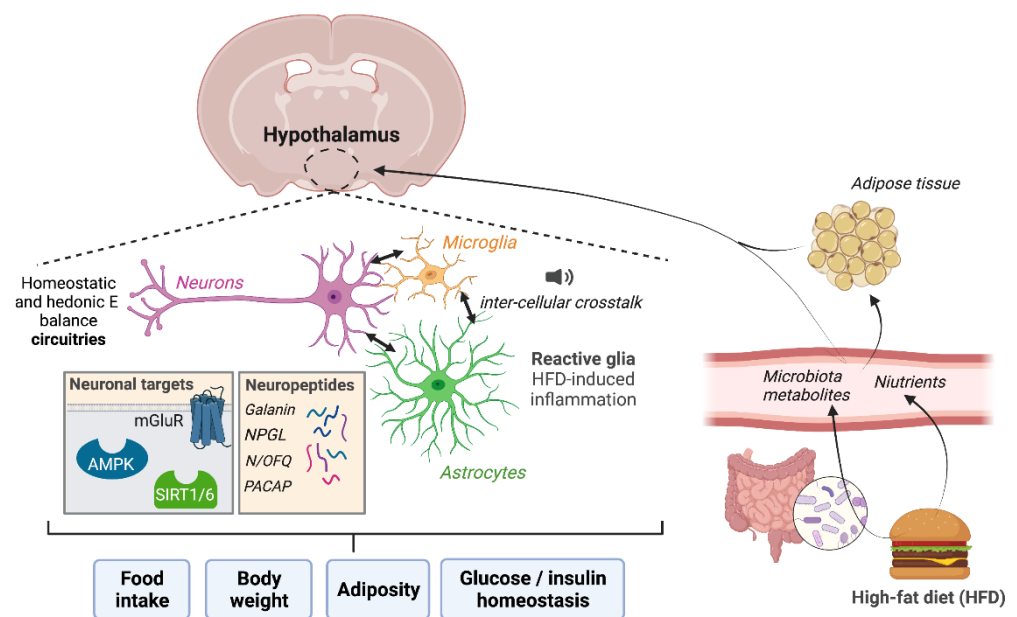 Hypothalamus
Adipose tissue
Microglia
Neurons
Homeostatic
and hedonic E
balance
circuitries
inter-cellular crosstalk
Reactive glia
HFD-induced
inflammation
Astrocytes
Neuronal targets
mGluR
AMPK
SIRT1/6
Neuropeptides
Galanin
NPGL
N/OFQ
PACAP
Microbiota
metabolites
Niutrients
High-fat diet (HFD)
Food
intake
Body
weight
Adiposity
Glucose / insulin
homeostasis